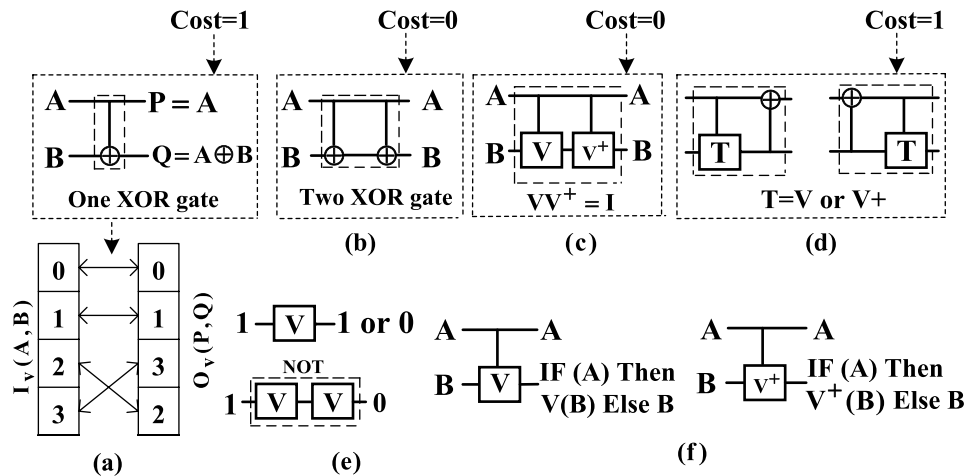 Cost=1
Cost=0
Cost=0
Cost=1
A
P = A
B
Q = A⊕B
One XOR gate
A
A
B
B
Two XOR gate
(b)
A
A
B
V
V+
B
VV+ = I
(c)
T
T
T=V or V+
(d)
Iv(A,B)
0
0
1
1
2
3
3
2
Ov(P,Q)
(a)
1
V
1 or 0
NOT
1
V
V
0
(e)
A
A
B
V
IF (A) Then
V(B) Else B
A
A
B
V+
IF (A) Then
V+(B) Else B
(f)